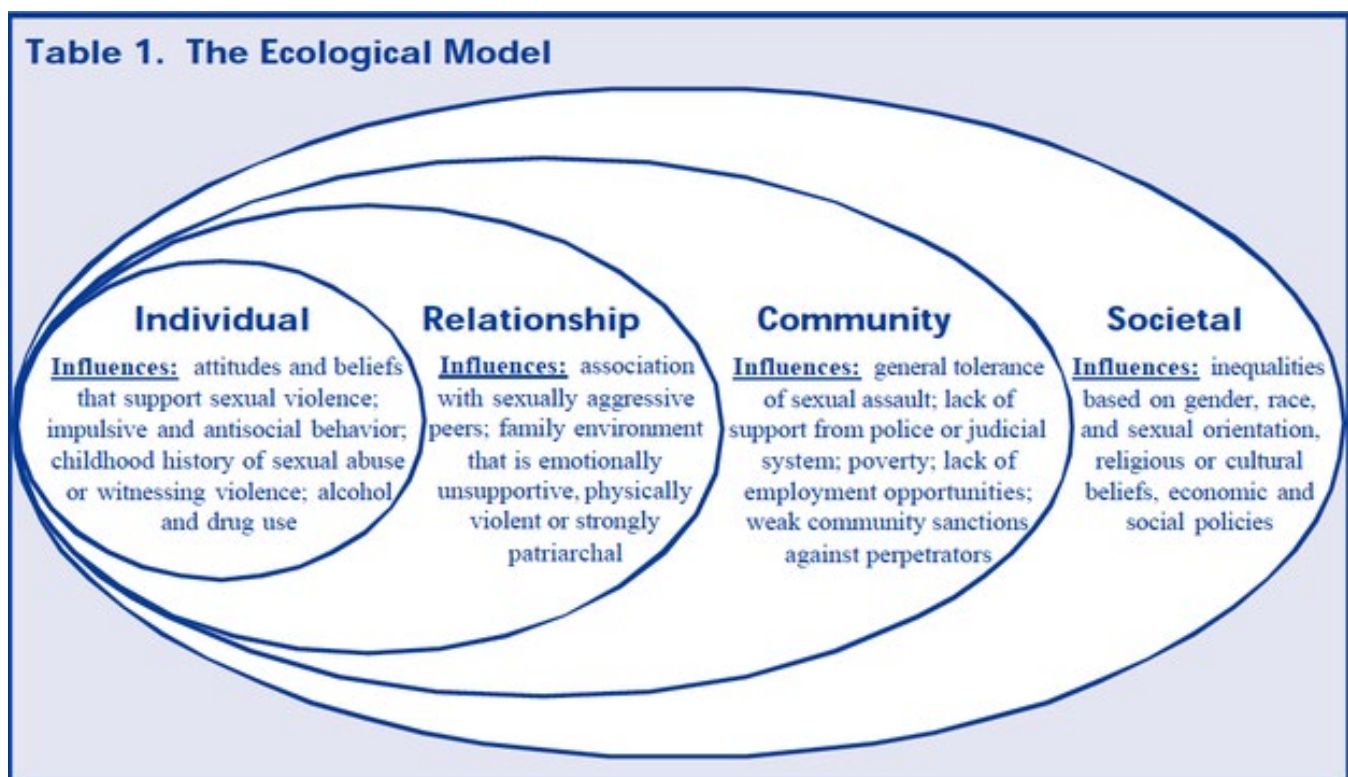 Table 1. The Ecological Model
Individual
Influences: attitudes and beliefs
that support sexual violence;
impulsive and antisocial behavior;
childhood history of sexual abuse
or witnessing violence; alcohol
and drug use
Relationship
Influences: association
with sexually aggressive
peers; family environment
that is emotionally
unsupportive, physically
violent or strongly
patriarchal
Community
Influences: general tolerance
of sexual assault; lack of
support from police or judicial
system; poverty; lack of
employment opportunities;
weak community sanctions
against perpetrators
Societal
Influences: inequalities
based on gender, race,
and sexual orientation,
religious or cultural
beliefs, economic and
social policies